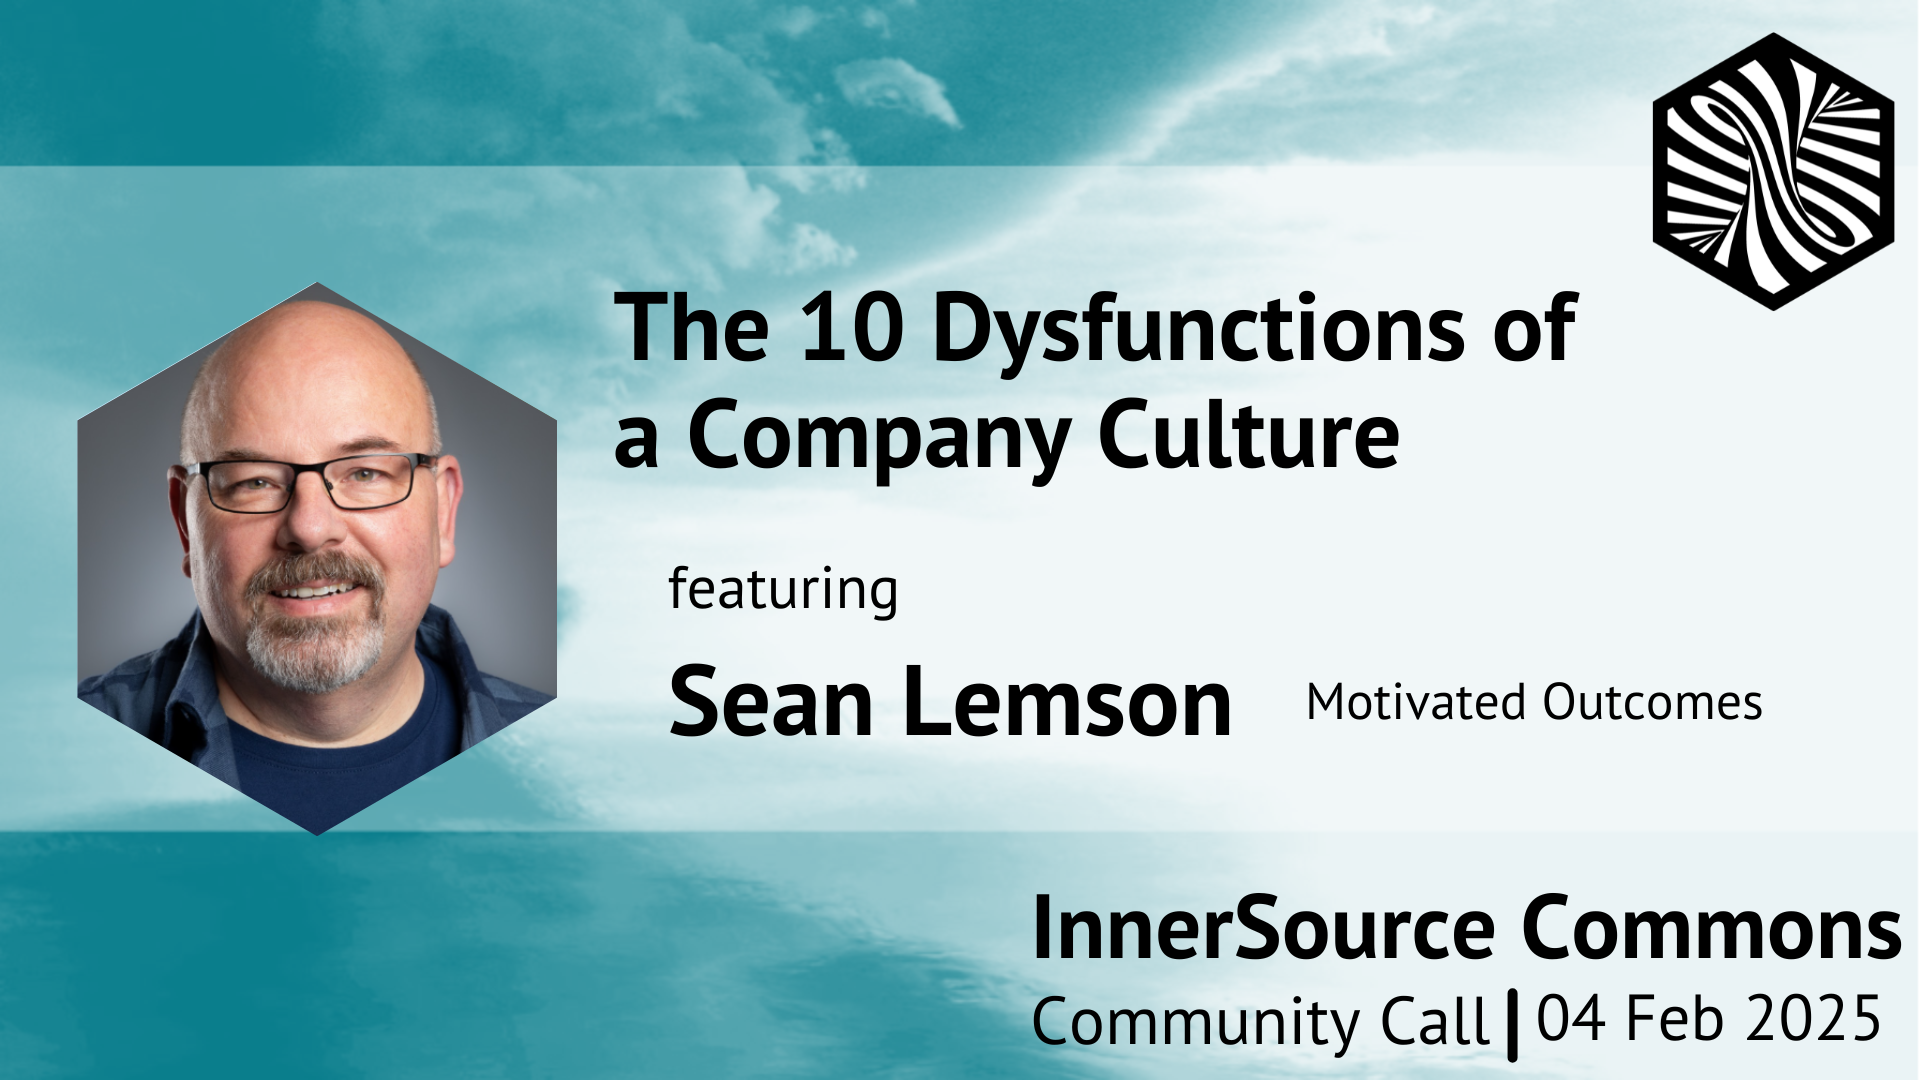 The 10 Dysfunctions of
a Company Culture
featuring
Sean Lemson
Motivated Outcomes
InnerSource Commons
Community Call | 04 Feb 2025